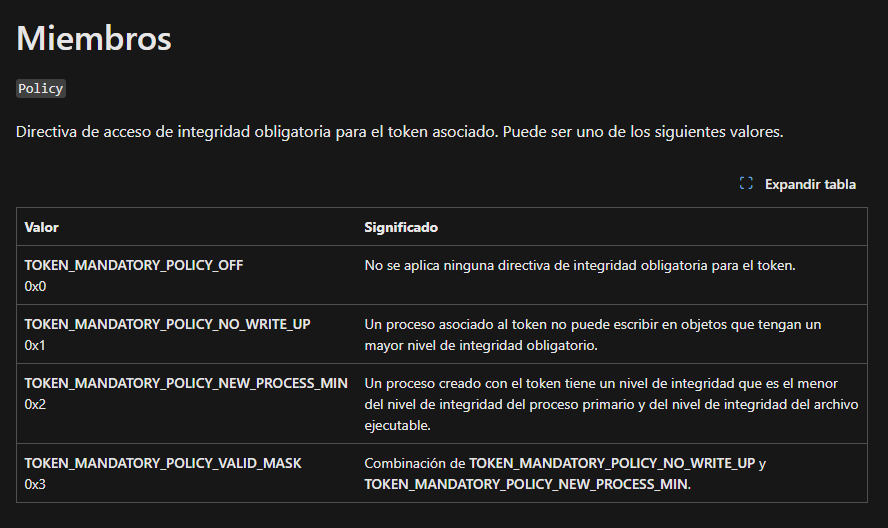 Miembros
Policy
Directiva de acceso de integridad obligatoria para el token asociado. Puede ser uno de los siguientes valores.
Expandir tabla
Valor Significado
TOKEN_MANDATORY_POLICY_OFF No se aplica ninguna directiva de integridad obligatoria para el token.
0x0
TOKEN_MANDATORY_POLICY_NO_WRITE_UP Un proceso asociado al token no puede escribir en objetos que tengan un
0x1 mayor nivel de integridad obligatorio.
TOKEN_MANDATORY_POLICY_NEW_PROCESS_MIN Un proceso creado con el token tiene un nivel de integridad que es el menor
0x2 del nivel de integridad del proceso primario y del nivel de integridad del archivo
ejecutable.
TOKEN_MANDATORY_POLICY_VALID_MASK Combinación de TOKEN_MANDATORY_POLICY_NO_WRITE_UP y
0x3 TOKEN_MANDATORY_POLICY_NEW_PROCESS_MIN.